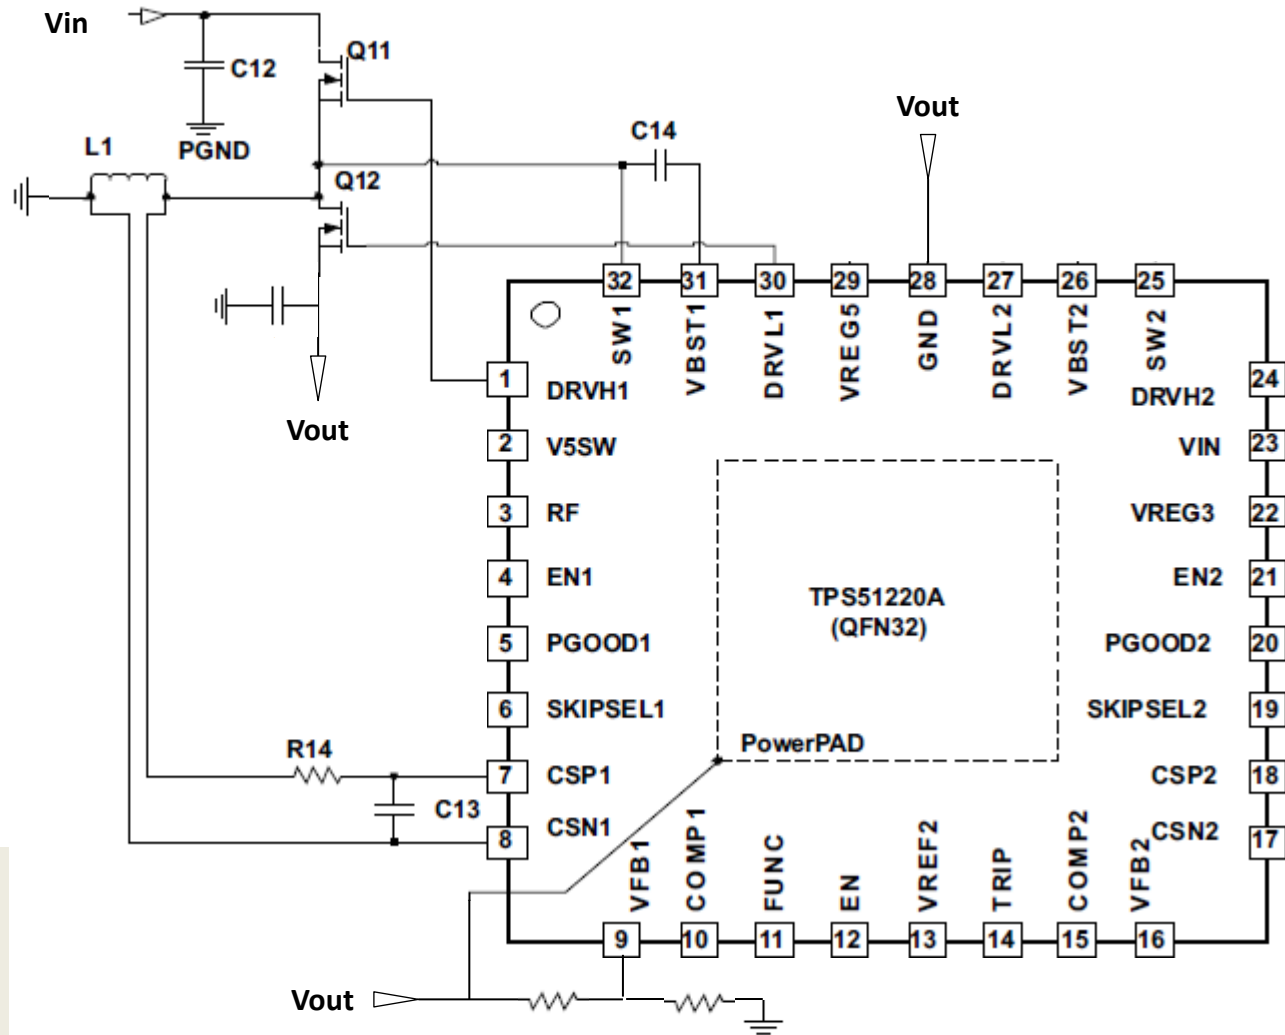 Vin
Q11
C12
PGND
L1
Q12
C14
Vout
Vout
32
31
30
29
28
27
26
25
SW1
VBST1
DRVL1
VREG5
GND
DRVL2
VBST2
SW2
1
DRVH1
2
V5SW
3
RF
4
EN1
5
PGOOD1
6
SKIPSEL1
7
CSP1
8
CSN1
DRVH2
24
VIN
23
VREG3
22
EN2
21
PGOOD2
20
SKIPSEL2
19
CSP2
18
CSN2
17
TPS51220A
(QFN32)
PowerPAD
R14
C13
VFB1
COMP1
FUNC
EN
VREF2
TRIP
COMP2
VFB2
9
10
11
12
13
14
15
16
Vout